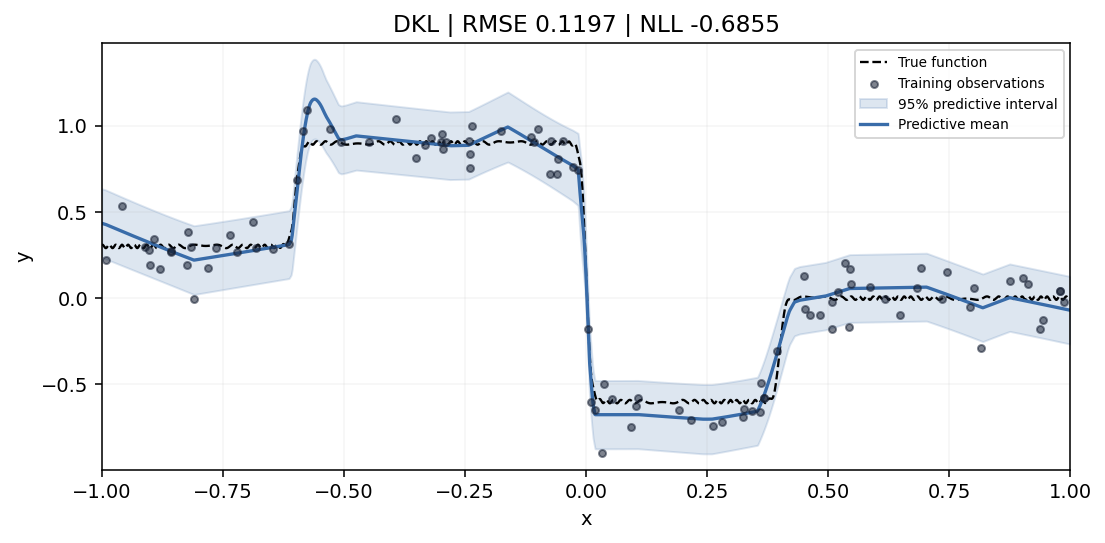 DKL | RMSE 0.1197 | NLL -0.6855
True function
Training observations
95% predictive interval
Predictive mean
y
1.0
0.5
0.0
−0.5
−1.00 −0.75 −0.50 −0.25 0.00 0.25 0.50 0.75 1.00
x